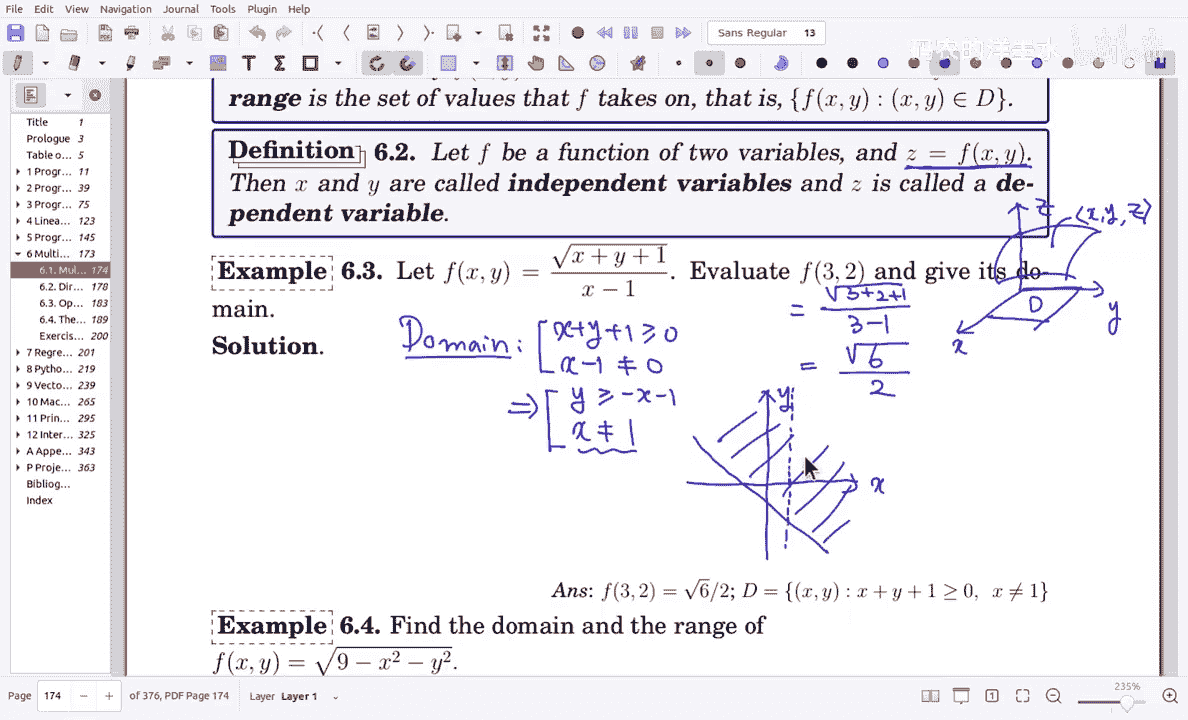 File Edit View Navigation Journal Tools Plugin Help
Sans Regular 13
range is the set of values that f takes on, that is, {f(x, y) : (x, y) ∈ D}.
Definition 6.2. Let f be a function of two variables, and z = f(x, y).
Then x and y are called independent variables and z is called a de-
pendent variable.
z (x, y, z)
D
y
x
Example 6.3. Let f(x, y) = √(x + y + 1) / (x − 1). Evaluate f(3, 2) and give its do-
main.
= √(3+2+1) / (3−1)
= √6 / 2
Solution.
Domain: [ x+y+1 ≥ 0
x−1 ≠ 0
⇒ [ y ≥ −x−1
x ≠ 1
y
x
Ans: f(3, 2) = √6/2; D = {(x, y) : x + y + 1 ≥ 0, x ≠ 1}
Example 6.4. Find the domain and the range of
f(x, y) = √(9 − x² − y²).
Title 1
Prologue 3
Table o... 5
1 Progr... 11
2 Progr... 39
3 Progr... 75
4 Linea... 123
5 Progr... 145
6 Multi... 173
6.1. Mul... 174
6.2. Dir... 178
6.3. Op... 183
6.4. The... 189
Exercis... 200
7 Regre... 201
8 Pytho... 219
9 Vecto... 239
10 Mac... 265
11 Prin... 295
12 Inter... 325
A Appe... 343
P Proje... 363
Bibliog...
Index
Page 174 − + of 376, PDF Page 174 Layer Layer 1
235%